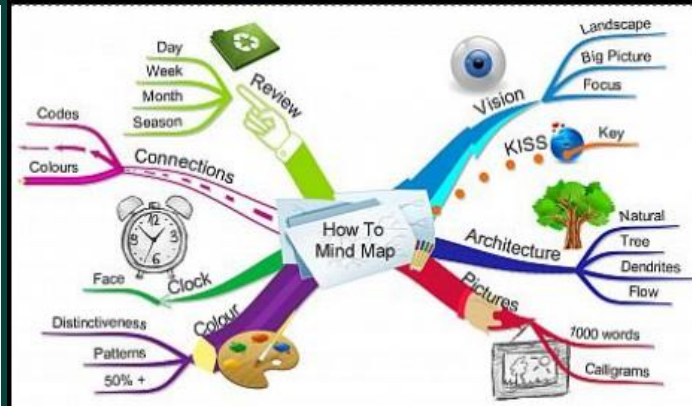 How To
Mind Map
Vision
Landscape
Big Picture
Focus
KISS
Key
Architecture
Natural
Tree
Dendrites
Flow
Pictures
1000 words
Calligrams
Colour
Distinctiveness
Patterns
50% +
Clock
Face
Connections
Codes
Colours
Review
Day
Week
Month
Season